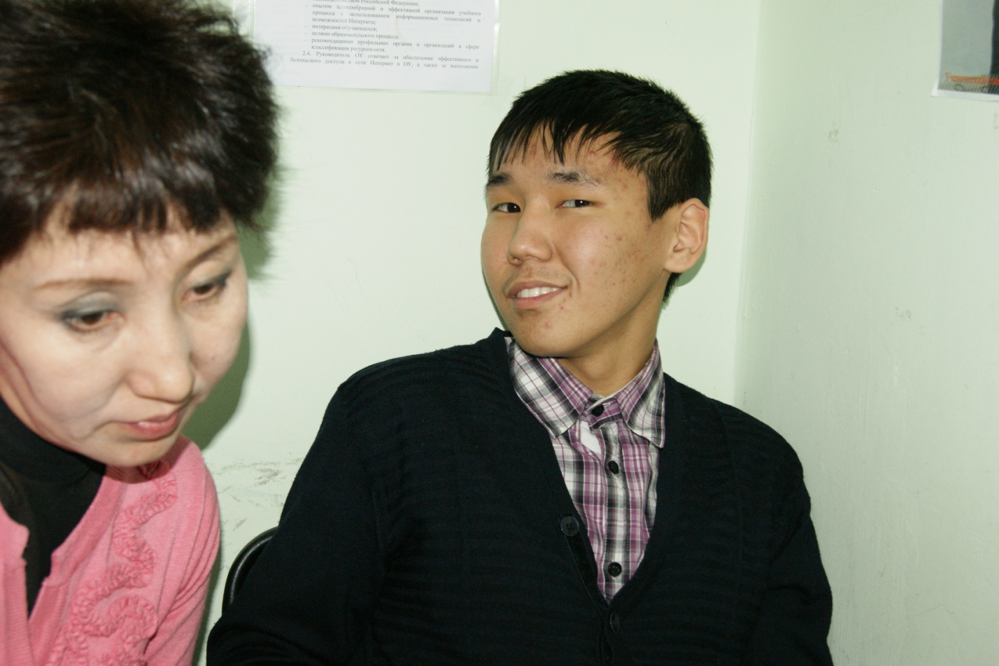 Российской Федерации;
– опытом целесообразной и эффективной организации учебного
процесса с использованием информационных технологий и
возможностей Интернета;
– интересами обучающихся;
– целями образовательного процесса;
– рекомендациями профильных органов и организаций в сфере
классификации ресурсов сети.
2.4. Руководитель ОУ отвечает за обеспечение эффективного и
безопасного доступа к сети Интернет в ОУ, а также за выполнение